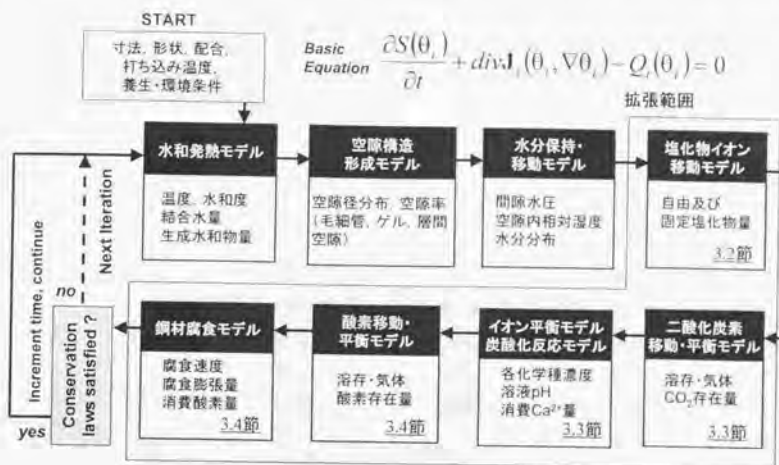 START
寸法、形状、配合、
打ち込み温度、
養生・環境条件
Basic
Equation
∂S(θᵢ)/∂t + divJᵢ(θᵢ, ∇θᵢ) − Qᵢ(θᵢ) = 0
拡張範囲
水和発熱モデル
温度、水和度
結合水量
生成水和物量
空隙構造
形成モデル
空隙径分布、空隙率
(毛細管、ゲル、層間
空隙)
水分保持・
移動モデル
間隙水圧
空隙内相対湿度
水分分布
塩化物イオン
移動モデル
自由及び
固定塩化物量
3.2節
二酸化炭素
移動・平衡モデル
溶存・気体
CO₂存在量
3.3節
イオン平衡モデル
炭酸化反応モデル
各化学種濃度
溶液pH
消費Ca²⁺量
3.3節
酸素移動・
平衡モデル
溶存・気体
酸素存在量
3.4節
鋼材腐食モデル
腐食速度
腐食膨張量
消費酸素量
3.4節
Conservation
laws satisfied ?
no
yes
Next Iteration
Increment time, continue